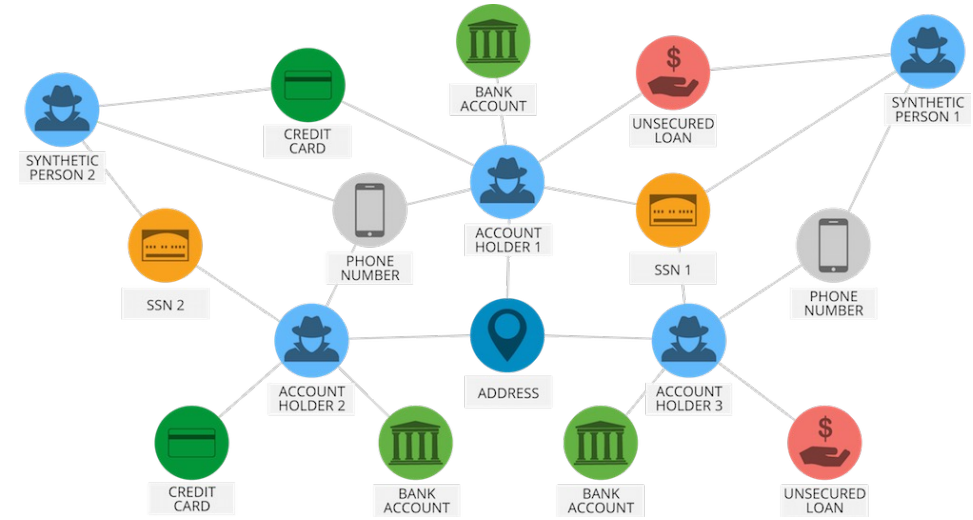 BANK
ACCOUNT
SYNTHETIC
PERSON 1
UNSECURED
LOAN
CREDIT
CARD
SYNTHETIC
PERSON 2
ACCOUNT
HOLDER 1
PHONE
NUMBER
SSN 1
SSN 2
PHONE
NUMBER
ACCOUNT
HOLDER 2
ADDRESS
ACCOUNT
HOLDER 3
CREDIT
CARD
BANK
ACCOUNT
BANK
ACCOUNT
UNSECURED
LOAN